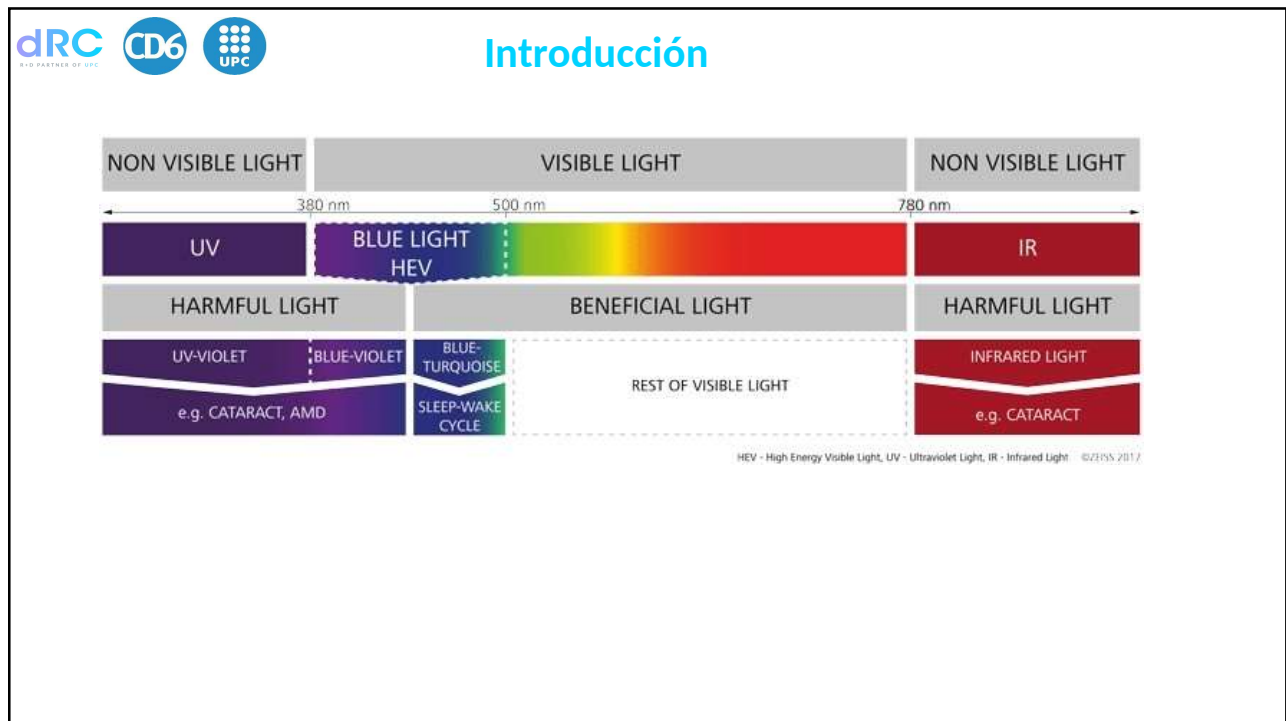 dRC
R+D PARTNER OF UPC
CD6
UPC
Introducción
NON VISIBLE LIGHT
VISIBLE LIGHT
NON VISIBLE LIGHT
380 nm
500 nm
780 nm
UV
BLUE LIGHT
HEV
IR
HARMFUL LIGHT
BENEFICIAL LIGHT
HARMFUL LIGHT
UV-VIOLET
BLUE-VIOLET
BLUE-
TURQUOISE
REST OF VISIBLE LIGHT
INFRARED LIGHT
e.g. CATARACT, AMD
SLEEP-WAKE
CYCLE
e.g. CATARACT
HEV - High Energy Visible Light, UV - Ultraviolet Light, IR - Infrared Light ©ZEISS 2017